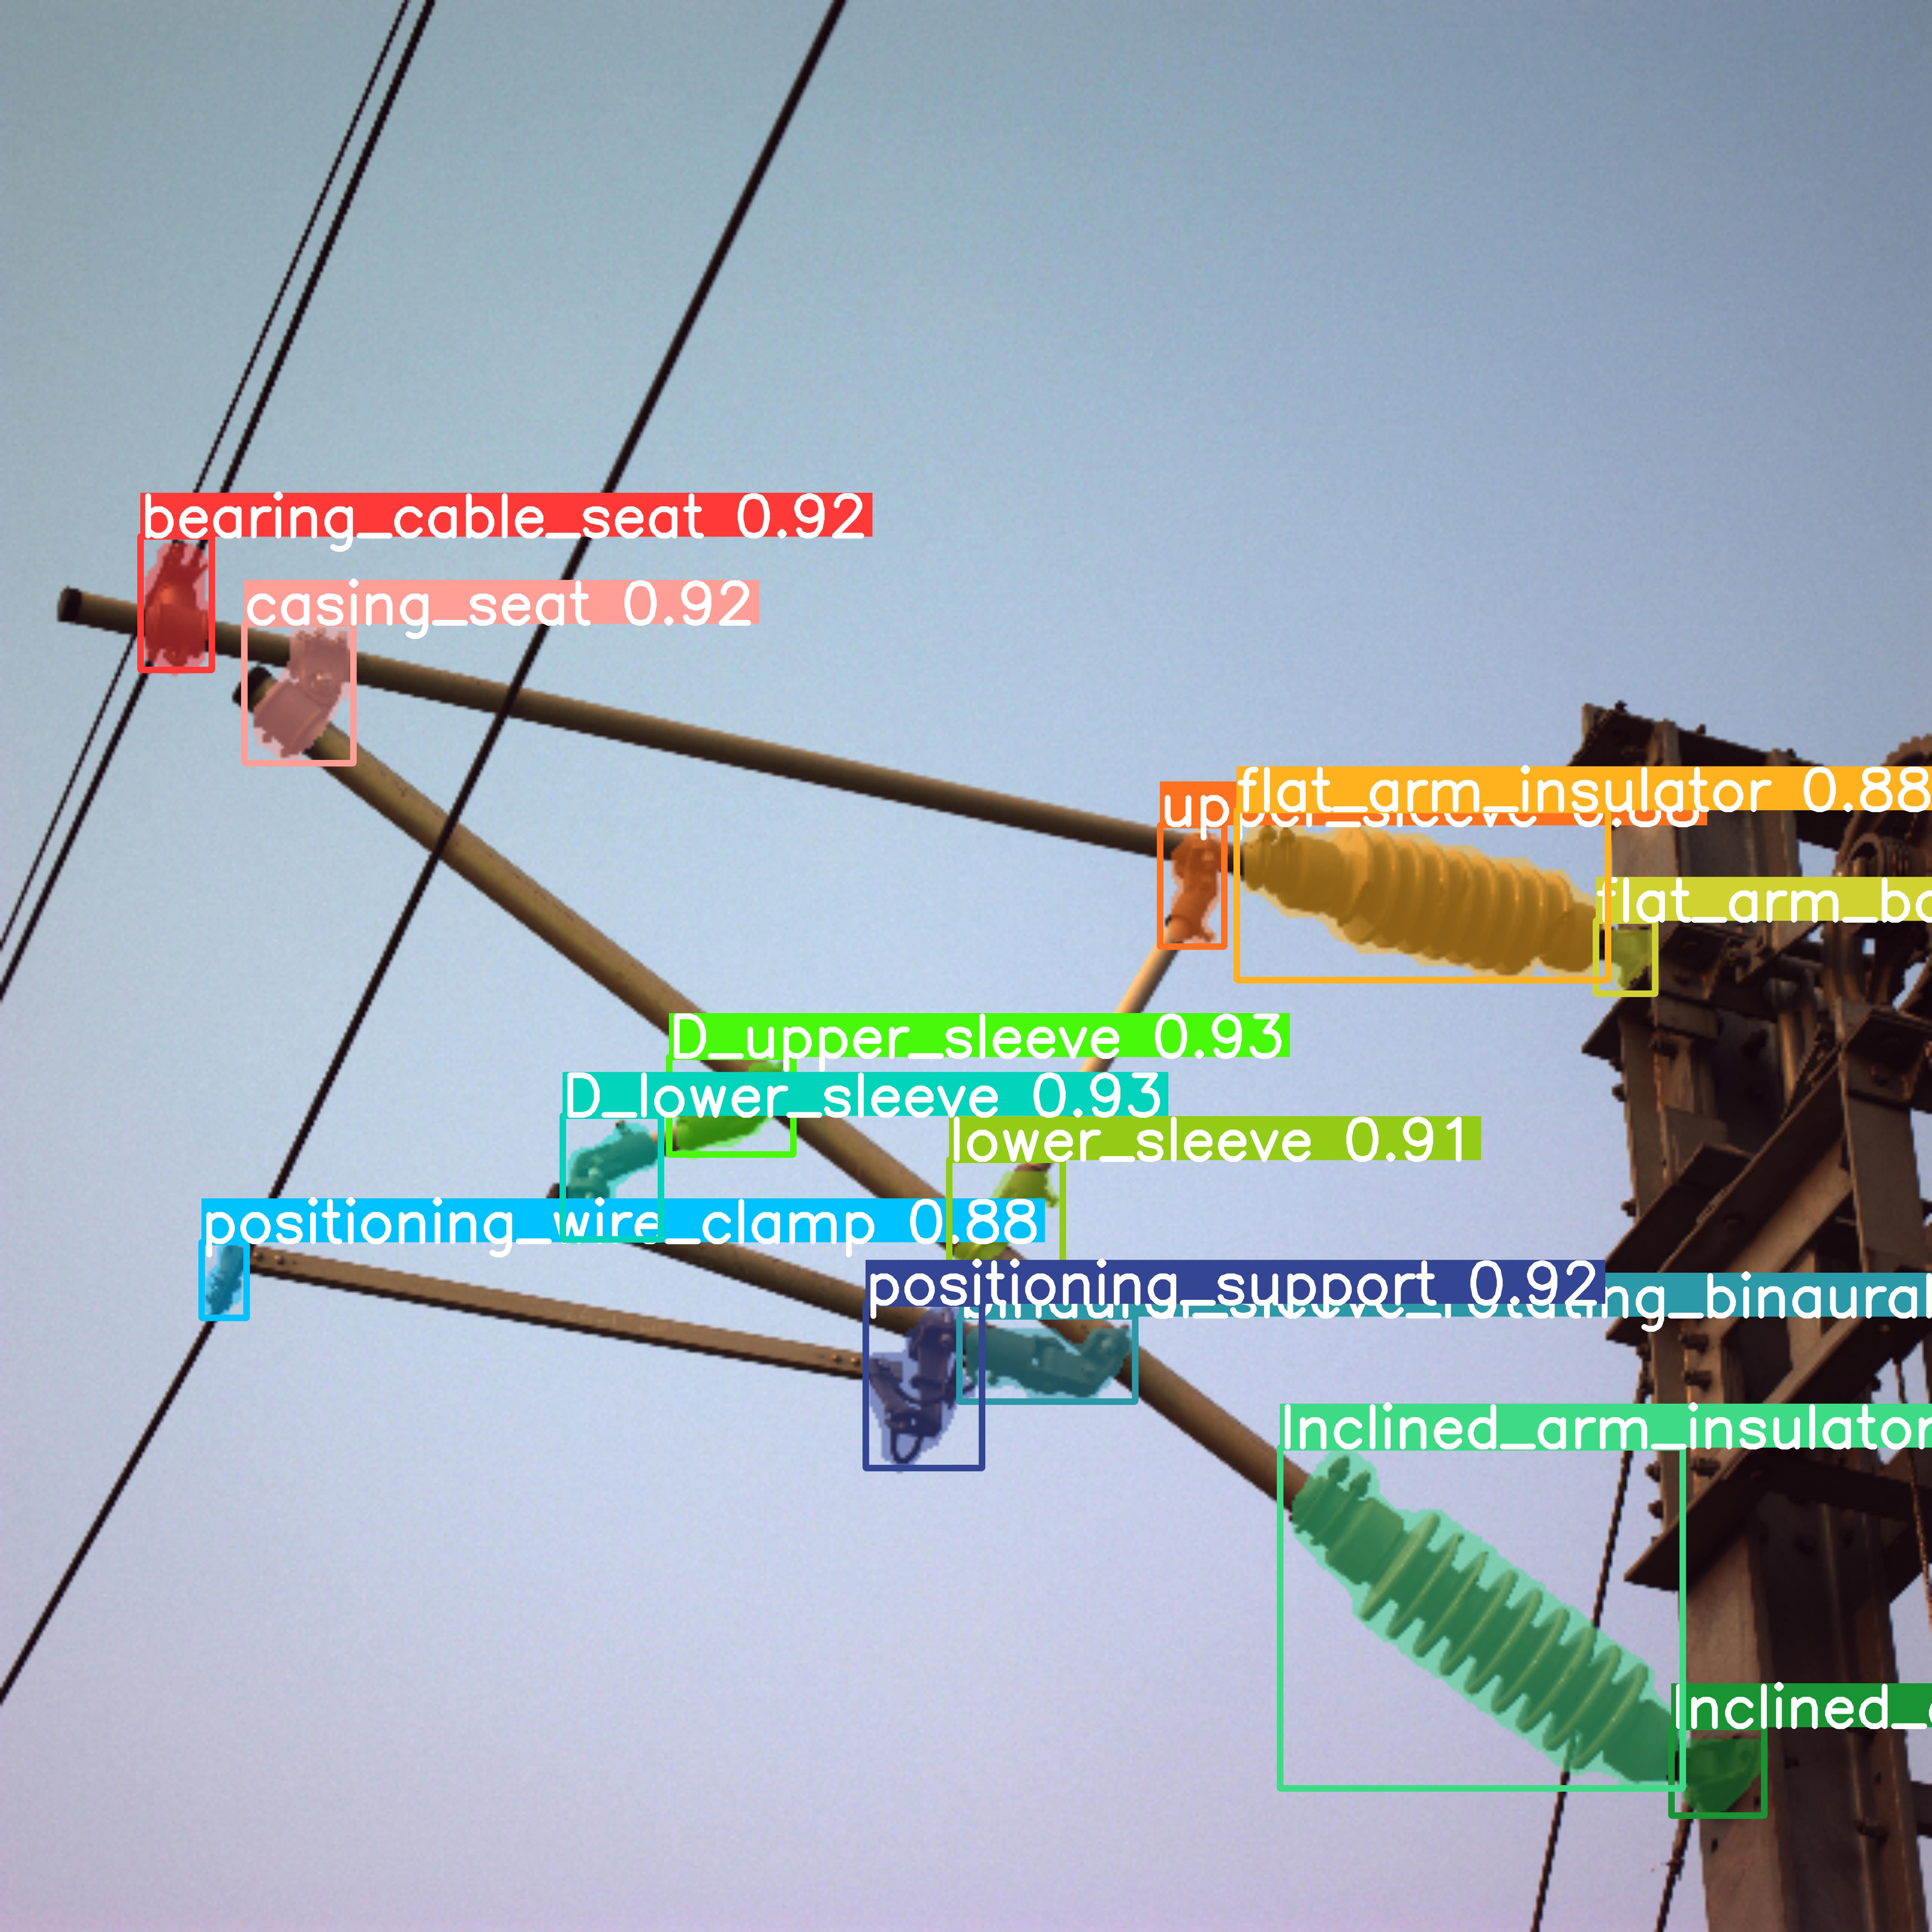 bearing_cable_seat 0.92
casing_seat 0.92
flat_arm_insulator 0.88
D_upper_sleeve 0.93
D_lower_sleeve 0.93
lower_sleeve 0.91
positioning_wire_clamp 0.88
positioning_support 0.92
Inclined_arm_insulator